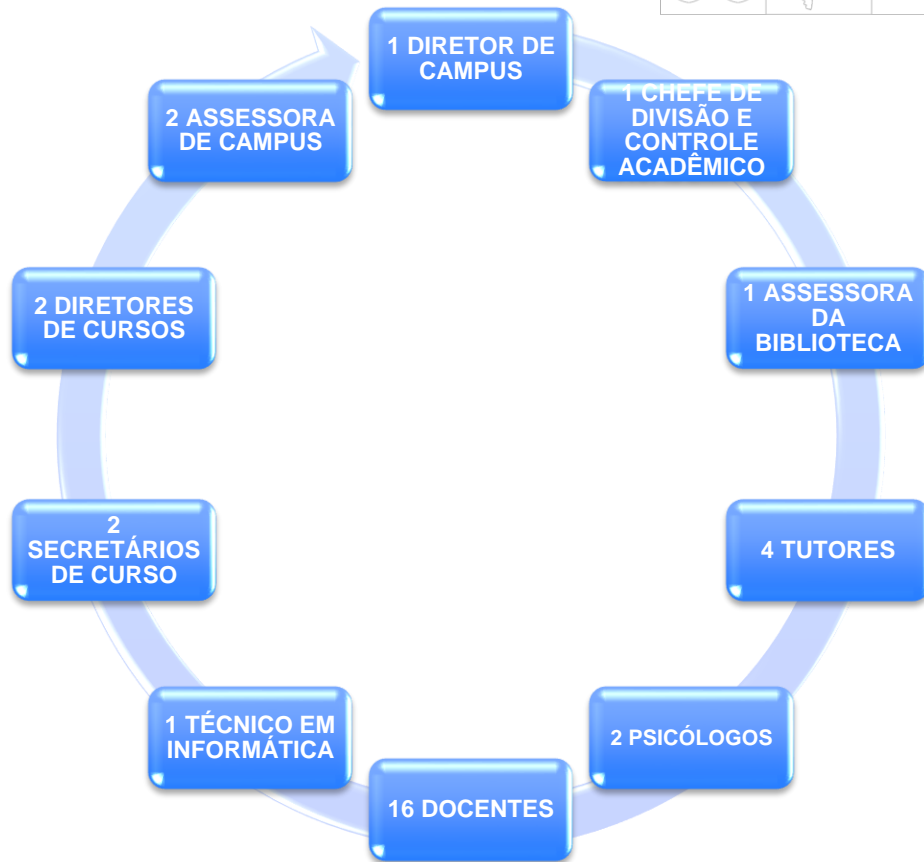 1 DIRETOR DE
CAMPUS
1 CHEFE DE
DIVISÃO E
CONTROLE
ACADÊMICO
1 ASSESSORA
DA
BIBLIOTECA
4 TUTORES
2 PSICÓLOGOS
16 DOCENTES
1 TÉCNICO EM
INFORMÁTICA
2
SECRETÁRIOS
DE CURSO
2 DIRETORES
DE CURSOS
2 ASSESSORA
DE CAMPUS